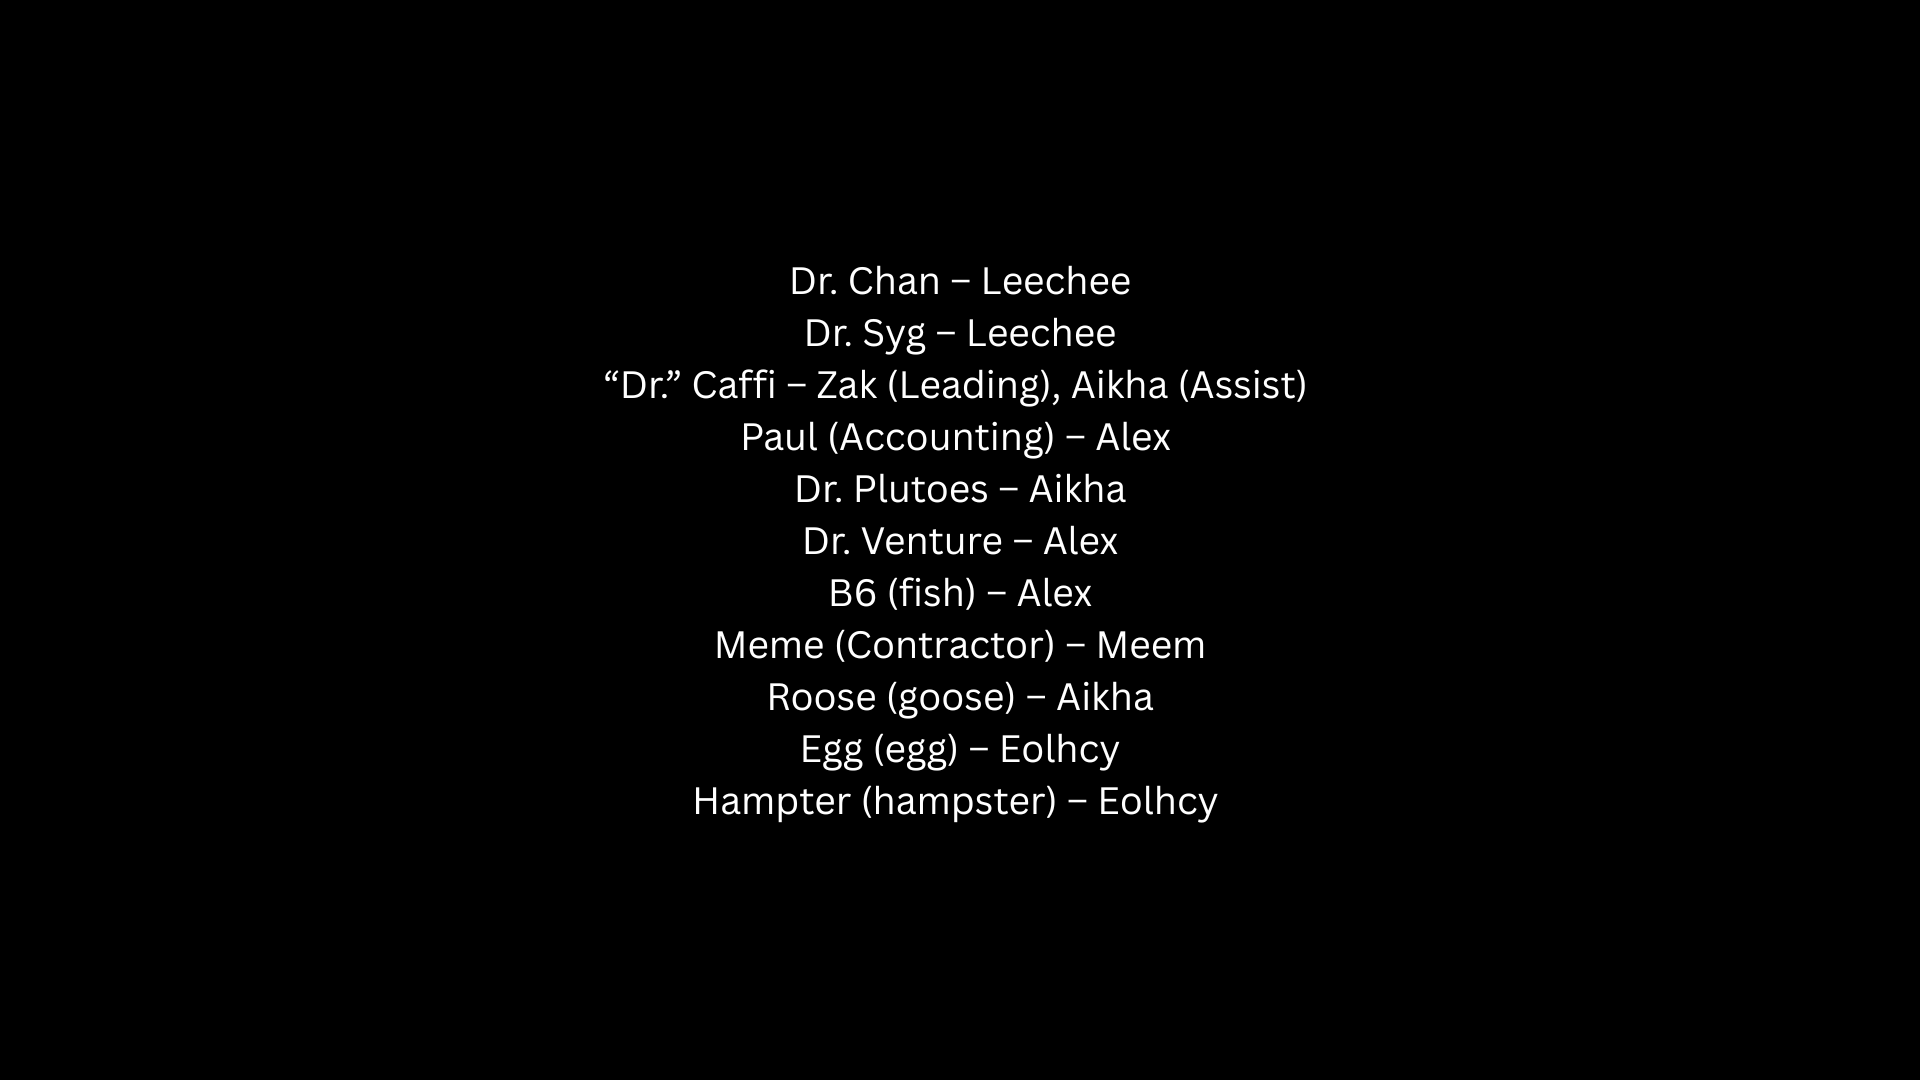 Dr. Chan – Leechee
Dr. Syg – Leechee
“Dr.” Caffi – Zak (Leading), Aikha (Assist)
Paul (Accounting) – Alex
Dr. Plutoes – Aikha
Dr. Venture – Alex
B6 (fish) – Alex
Meme (Contractor) – Meem
Roose (goose) – Aikha
Egg (egg) – Eolhcy
Hampter (hampster) – Eolhcy